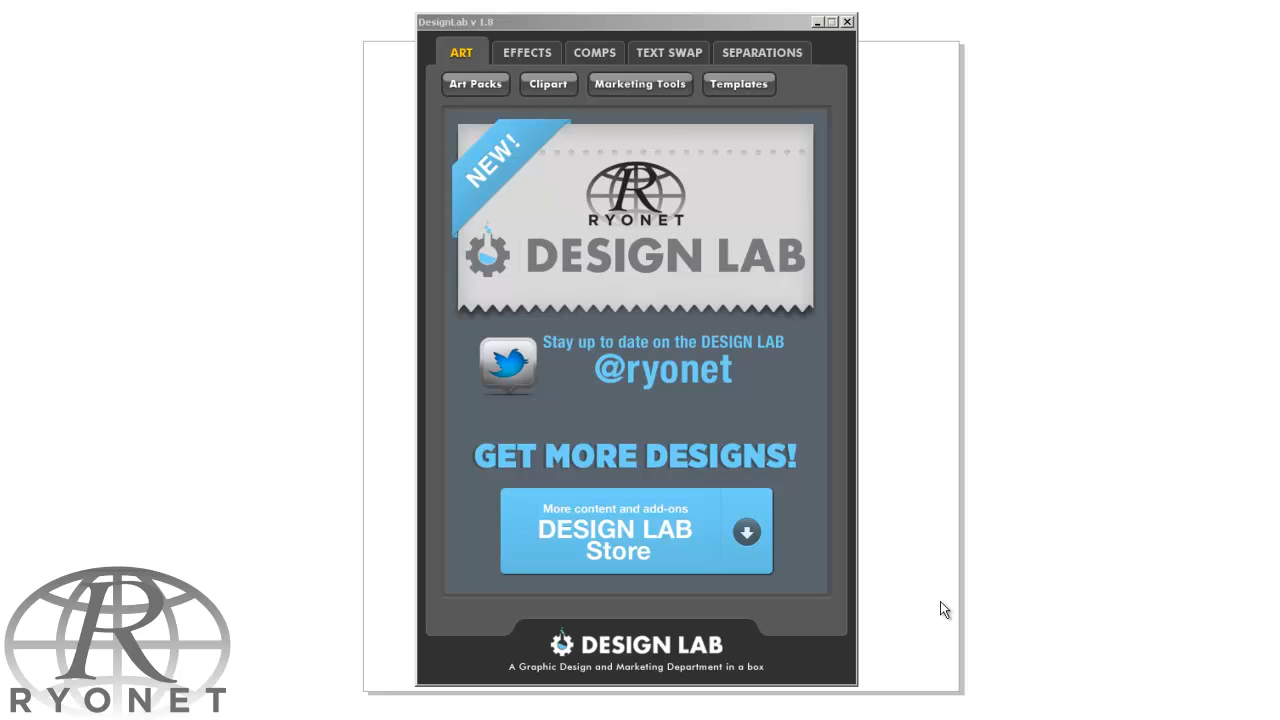 DesignLab v 1.8
ART EFFECTS COMPS TEXT SWAP SEPARATIONS
Art Packs Clipart Marketing Tools Templates
NEW!
R
RYONET
DESIGN LAB
Stay up to date on the DESIGN LAB
@ryonet
GET MORE DESIGNS!
More content and add-ons
DESIGN LAB
Store
DESIGN LAB
A Graphic Design and Marketing Department in a box
R
RYONET